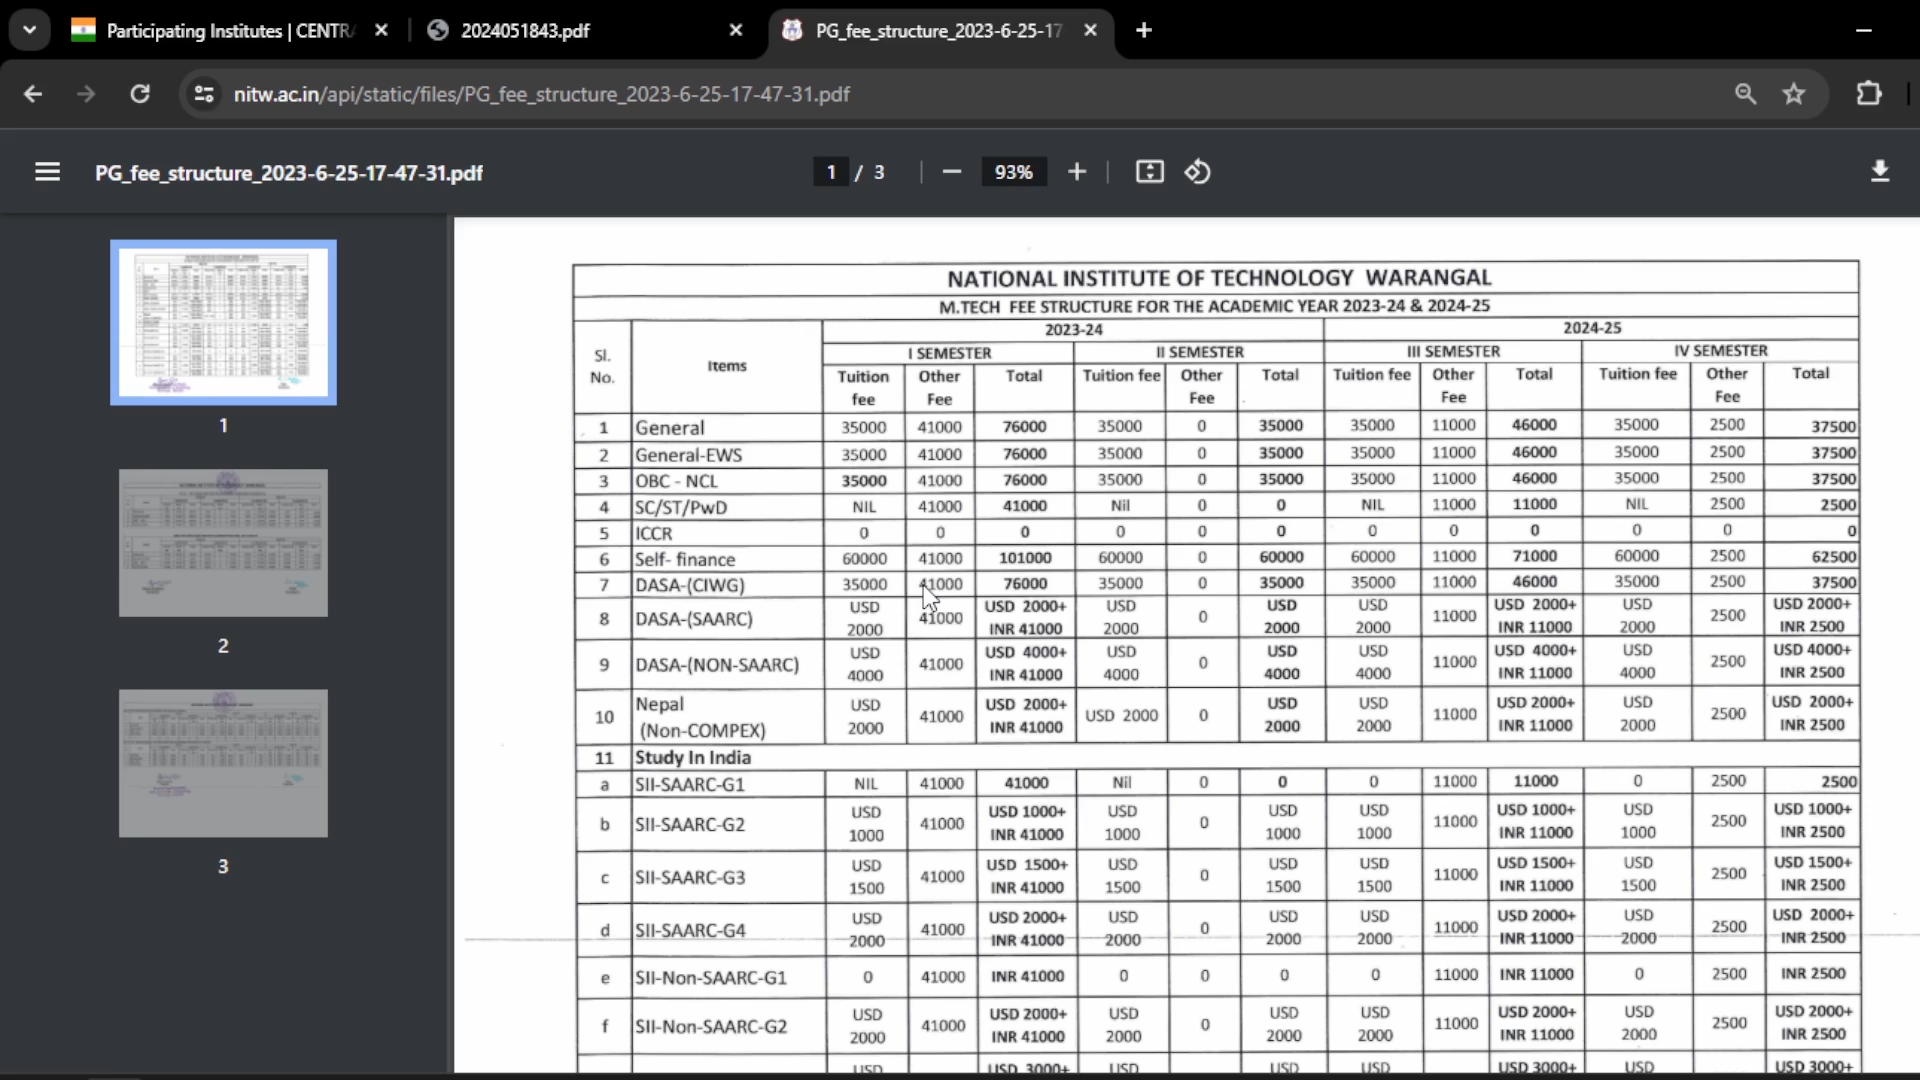 Participating Institutes | CENTRA
2024051843.pdf
PG_fee_structure_2023-6-25-17
nitw.ac.in/api/static/files/PG_fee_structure_2023-6-25-17-47-31.pdf
PG_fee_structure_2023-6-25-17-47-31.pdf
1 / 3
93%
1
2
3
NATIONAL INSTITUTE OF TECHNOLOGY WARANGAL
M.TECH FEE STRUCTURE FOR THE ACADEMIC YEAR 2023-24 & 2024-25
Sl. No. Items 2023-24 2024-25
I SEMESTER II SEMESTER III SEMESTER IV SEMESTER
Tuition fee Other Fee Total Tuition fee Other Fee Total Tuition fee Other Fee Total Tuition fee Other Fee Total
1 General 35000 41000 76000 35000 0 35000 35000 11000 46000 35000 2500 37500
2 General-EWS 35000 41000 76000 35000 0 35000 35000 11000 46000 35000 2500 37500
3 OBC - NCL 35000 41000 76000 35000 0 35000 35000 11000 46000 35000 2500 37500
4 SC/ST/PwD NIL 41000 41000 Nil 0 0 NIL 11000 11000 NIL 2500 2500
5 ICCR 0 0 0 0 0 0 0 0 0 0 0 0
6 Self- finance 60000 41000 101000 60000 0 60000 60000 11000 71000 60000 2500 62500
7 DASA-(CIWG) 35000 41000 76000 35000 0 35000 35000 11000 46000 35000 2500 37500
8 DASA-(SAARC) USD 2000 41000 USD 2000+ INR 41000 USD 2000 0 USD 2000 USD 2000 11000 USD 2000+ INR 11000 USD 2000 2500 USD 2000+ INR 2500
9 DASA-(NON-SAARC) USD 4000 41000 USD 4000+ INR 41000 USD 4000 0 USD 4000 USD 4000 11000 USD 4000+ INR 11000 USD 4000 2500 USD 4000+ INR 2500
10 Nepal (Non-COMPEX) USD 2000 41000 USD 2000+ INR 41000 USD 2000 0 USD 2000 USD 2000 11000 USD 2000+ INR 11000 USD 2000 2500 USD 2000+ INR 2500
11 Study In India
a SII-SAARC-G1 NIL 41000 41000 Nil 0 0 0 11000 11000 0 2500 2500
b SII-SAARC-G2 USD 1000 41000 USD 1000+ INR 41000 USD 1000 0 USD 1000 USD 1000 11000 USD 1000+ INR 11000 USD 1000 2500 USD 1000+ INR 2500
c SII-SAARC-G3 USD 1500 41000 USD 1500+ INR 41000 USD 1500 0 USD 1500 USD 1500 11000 USD 1500+ INR 11000 USD 1500 2500 USD 1500+ INR 2500
d SII-SAARC-G4 USD 2000 41000 USD 2000+ INR 41000 USD 2000 0 USD 2000 USD 2000 11000 USD 2000+ INR 11000 USD 2000 2500 USD 2000+ INR 2500
e SII-Non-SAARC-G1 0 41000 INR 41000 0 0 0 0 11000 INR 11000 0 2500 INR 2500
f SII-Non-SAARC-G2 USD 2000 41000 USD 2000+ INR 41000 USD 2000 0 USD 2000 USD 2000 11000 USD 2000+ INR 11000 USD 2000 2500 USD 2000+ INR 2500
USD USD 3000+ USD USD USD USD 3000+ USD USD 3000+